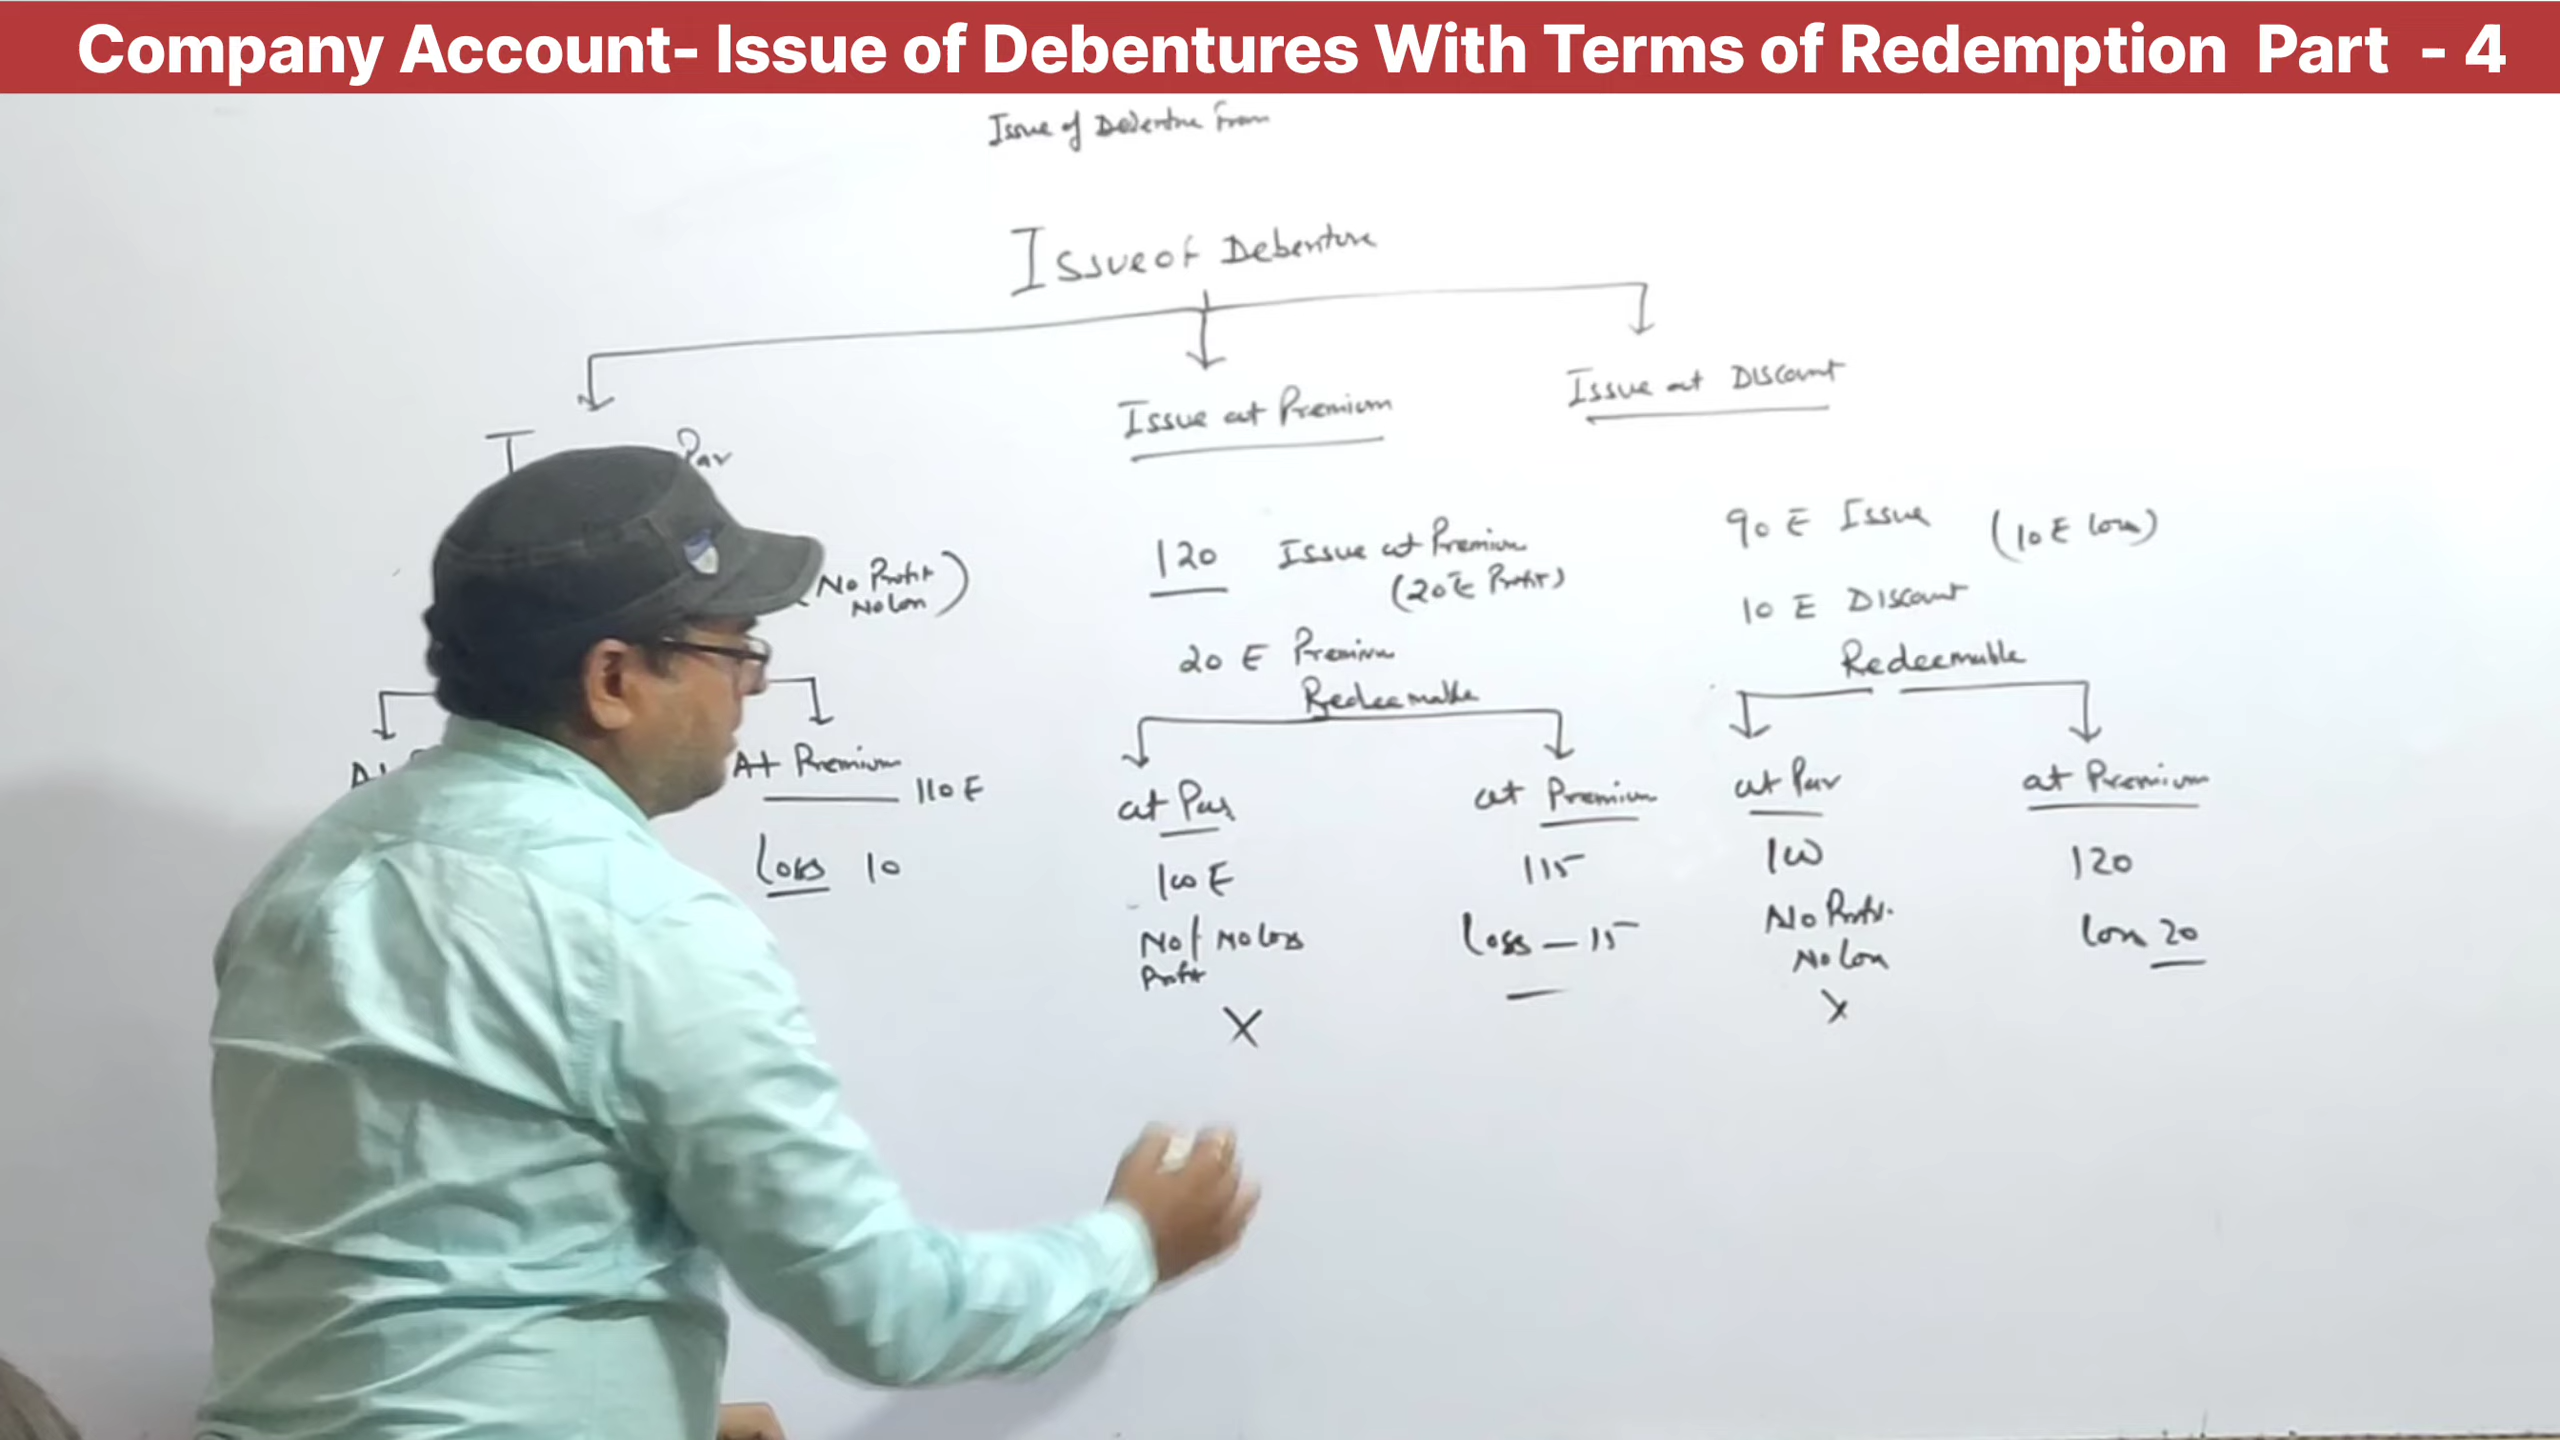 Company Account- Issue of Debentures With Terms of Redemption Part - 4
Issue of Debenture From
Issue of Debenture
Par
Issue at Premium
Issue at Discount
(No Profit
No Loss)
120 Issue at Premium
(20 E Profit)
20 E Premium
Redeemable
90 E Issue (10 E Loss)
10 E Discount
Redeemable
At Premium
110 E
Loss 10
at Par
100 E
No / No Loss
Profit
X
at Premium
115
Loss - 15
at Par
100
No Profit.
No Loss
X
at Premium
120
Loss 20